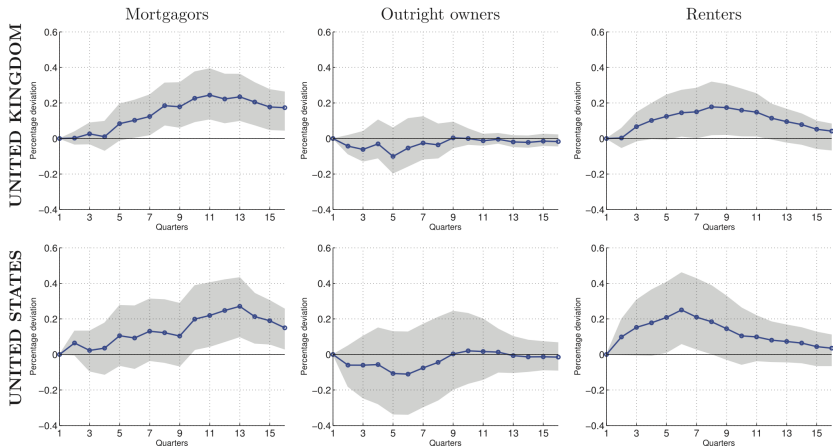 Mortgagors Outright owners Renters
UNITED KINGDOM
Percentage deviation
0.6
0.4
0.2
0
−0.2
−0.4
1 3 5 7 9 11 13 15
Quarters
Percentage deviation
0.6
0.4
0.2
0
−0.2
−0.4
1 3 5 7 9 11 13 15
Quarters
Percentage deviation
0.6
0.4
0.2
0
−0.2
−0.4
1 3 5 7 9 11 13 15
Quarters
UNITED STATES
Percentage deviation
0.6
0.4
0.2
0
−0.2
−0.4
1 3 5 7 9 11 13 15
Quarters
Percentage deviation
0.6
0.4
0.2
0
−0.2
−0.4
1 3 5 7 9 11 13 15
Quarters
Percentage deviation
0.6
0.4
0.2
0
−0.2
−0.4
1 3 5 7 9 11 13 15
Quarters